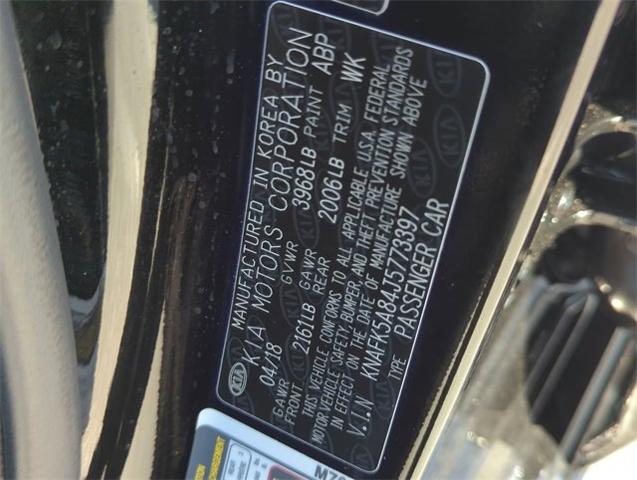 MANUFACTURED IN KOREA BY
KIA MOTORS CORPORATION
04/18 GVWR 3968LB PAINT ABP
GAWR FRONT 2161LB GAWR REAR 2006LB TRIM WK
THIS VEHICLE CONFORMS TO ALL APPLICABLE U.S.A. FEDERAL
MOTOR VEHICLE SAFETY, BUMPER, AND THEFT PREVENTION STANDARDS
IN EFFECT ON THE DATE OF MANUFACTURE SHOWN ABOVE
V.I.N KNAFK5A84J5773397
TYPE PASSENGER CAR
KIA